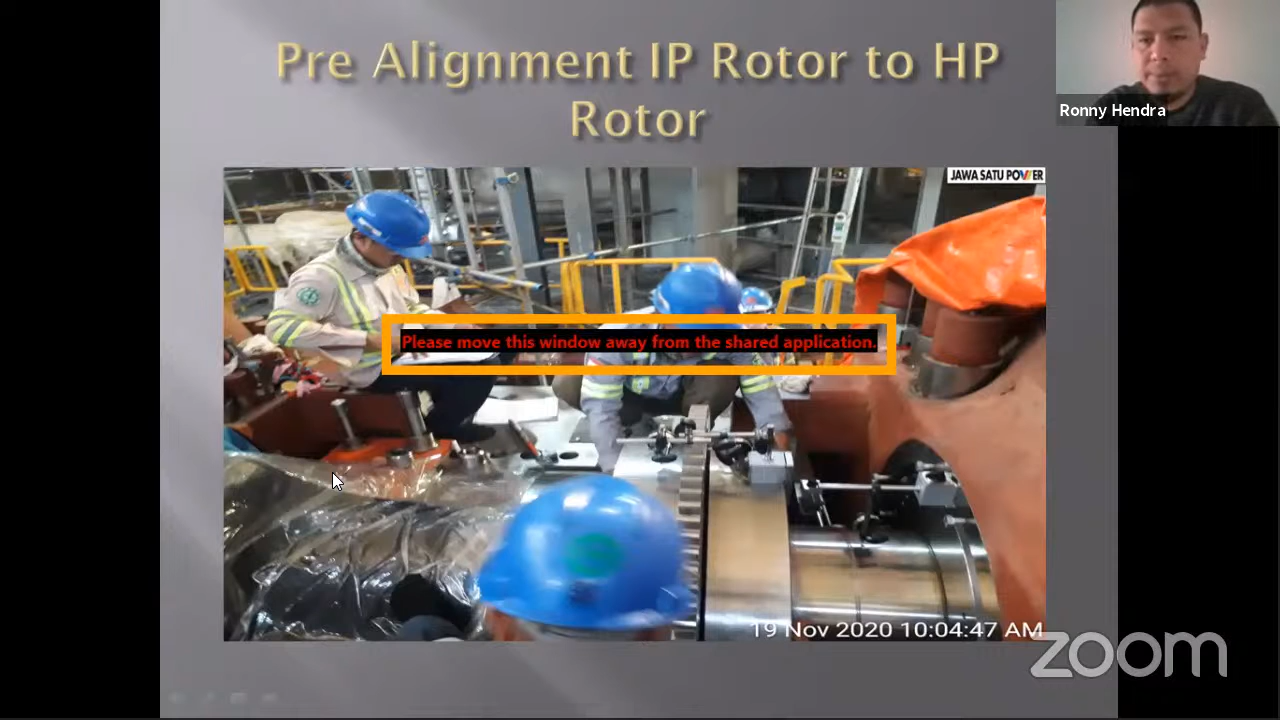 Pre Alignment IP Rotor to HP
Rotor
Ronny Hendra
JAWA SATU POWER
Please move this window away from the shared application.
19 Nov 2020 10:04:47 AM
zoom